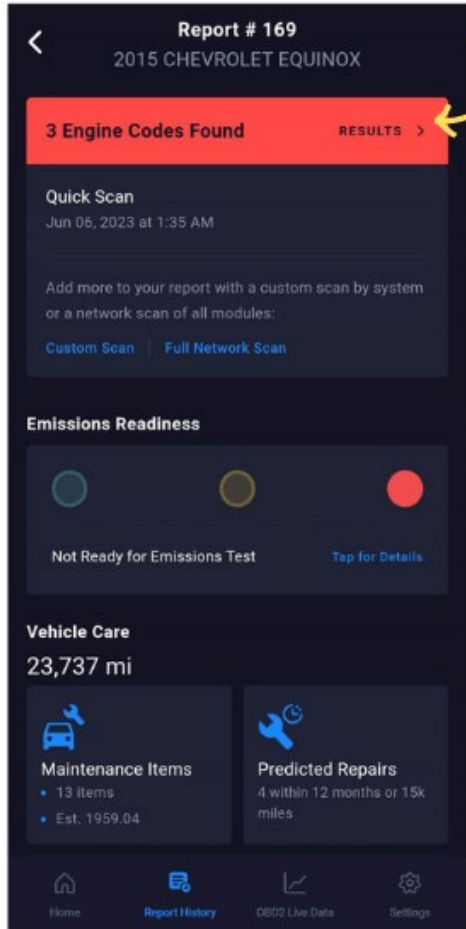 Report # 169
2015 CHEVROLET EQUINOX
3 Engine Codes Found RESULTS >
Quick Scan
Jun 06, 2023 at 1:35 AM
Add more to your report with a custom scan by system
or a network scan of all modules:
Custom Scan | Full Network Scan
Emissions Readiness
Not Ready for Emissions Test Tap for Details
Vehicle Care
23,737 mi
Maintenance Items
• 13 items
• Est. 1959.04
Predicted Repairs
4 within 12 months or 15k
miles
Home Report History OBD2 Live Data Settings